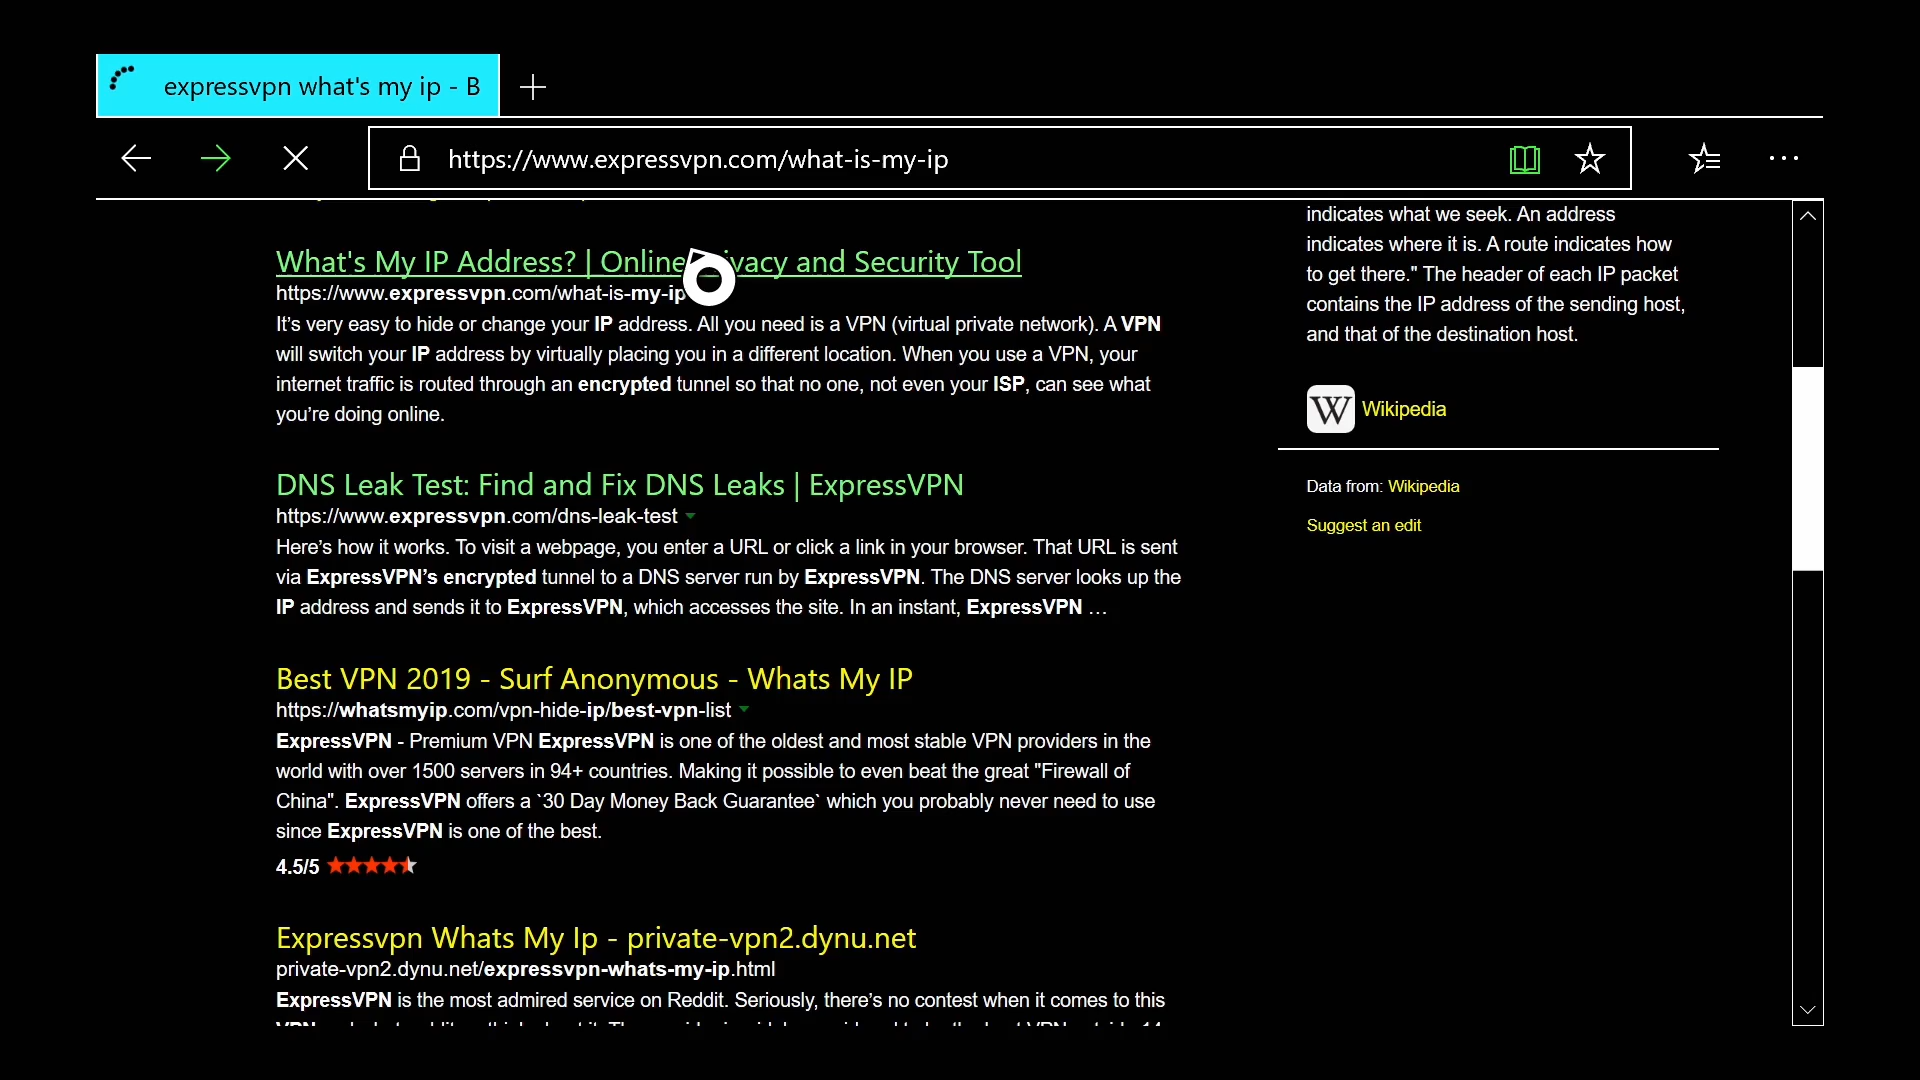 expressvpn what's my ip - B
https://www.expressvpn.com/what-is-my-ip
What's My IP Address? | Online and Security Tool
https://www.expressvpn.com/what-is-my-ip
It’s very easy to hide or change your IP address. All you need is a VPN (virtual private network). A VPN
will switch your IP address by virtually placing you in a different location. When you use a VPN, your
internet traffic is routed through an encrypted tunnel so that no one, not even your ISP, can see what
you’re doing online.
DNS Leak Test: Find and Fix DNS Leaks | ExpressVPN
https://www.expressvpn.com/dns-leak-test
Here’s how it works. To visit a webpage, you enter a URL or click a link in your browser. That URL is sent
via ExpressVPN’s encrypted tunnel to a DNS server run by ExpressVPN. The DNS server looks up the
IP address and sends it to ExpressVPN, which accesses the site. In an instant, ExpressVPN …
Best VPN 2019 - Surf Anonymous - Whats My IP
https://whatsmyip.com/vpn-hide-ip/best-vpn-list
ExpressVPN - Premium VPN ExpressVPN is one of the oldest and most stable VPN providers in the
world with over 1500 servers in 94+ countries. Making it possible to even beat the great "Firewall of
China". ExpressVPN offers a `30 Day Money Back Guarantee` which you probably never need to use
since ExpressVPN is one of the best.
4.5/5
Expressvpn Whats My Ip - private-vpn2.dynu.net
private-vpn2.dynu.net/expressvpn-whats-my-ip.html
ExpressVPN is the most admired service on Reddit. Seriously, there’s no contest when it comes to this
indicates what we seek. An address
indicates where it is. A route indicates how
to get there." The header of each IP packet
contains the IP address of the sending host,
and that of the destination host.
W Wikipedia
Data from: Wikipedia
Suggest an edit